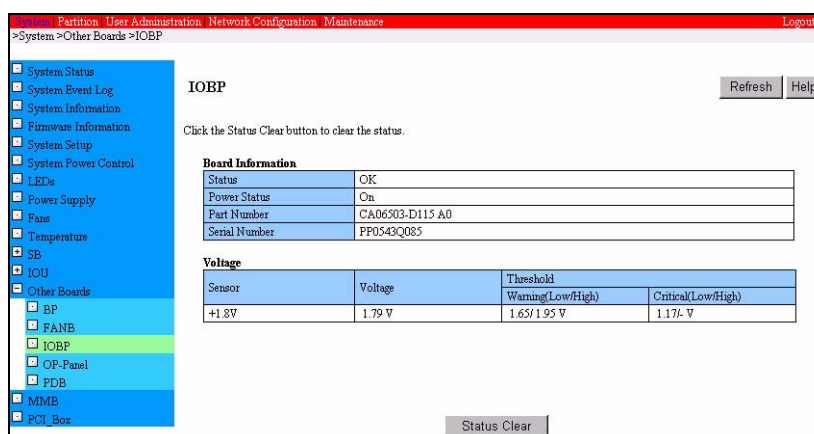 System | Partition | User Administration | Network Configuration | Maintenance Logout
>System >Other Boards >IOBP
System Status
System Event Log
System Information
Firmware Information
System Setup
System Power Control
LEDs
Power Supply
Fans
Temperature
SB
IOU
Other Boards
BP
FANB
IOBP
OP-Panel
PDB
MMB
PCI_Box
IOBP
Refresh Help
Click the Status Clear button to clear the status.
Board Information
Status OK
Power Status On
Part Number CA06503-D115 A0
Serial Number PP0543Q085
Voltage
Sensor Voltage Threshold
Warning(Low/High) Critical(Low/High)
+1.8V 1.79 V 1.65/ 1.95 V 1.17/- V
Status Clear